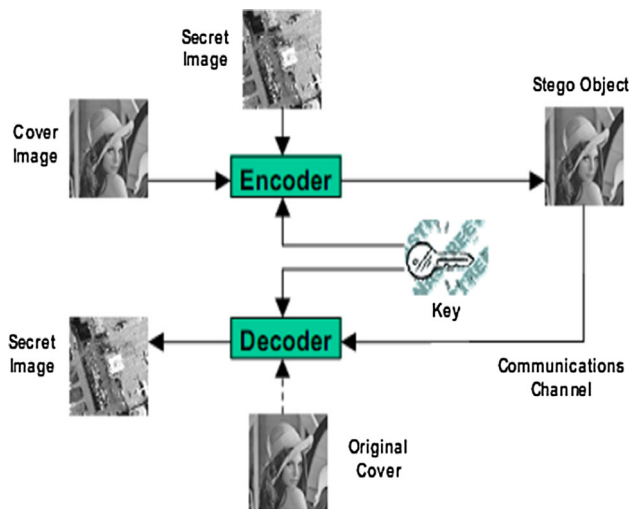 Secret
Image
Stego Object
Cover
Image
Encoder
Key
Secret
Image
Decoder
Communications
Channel
Original
Cover